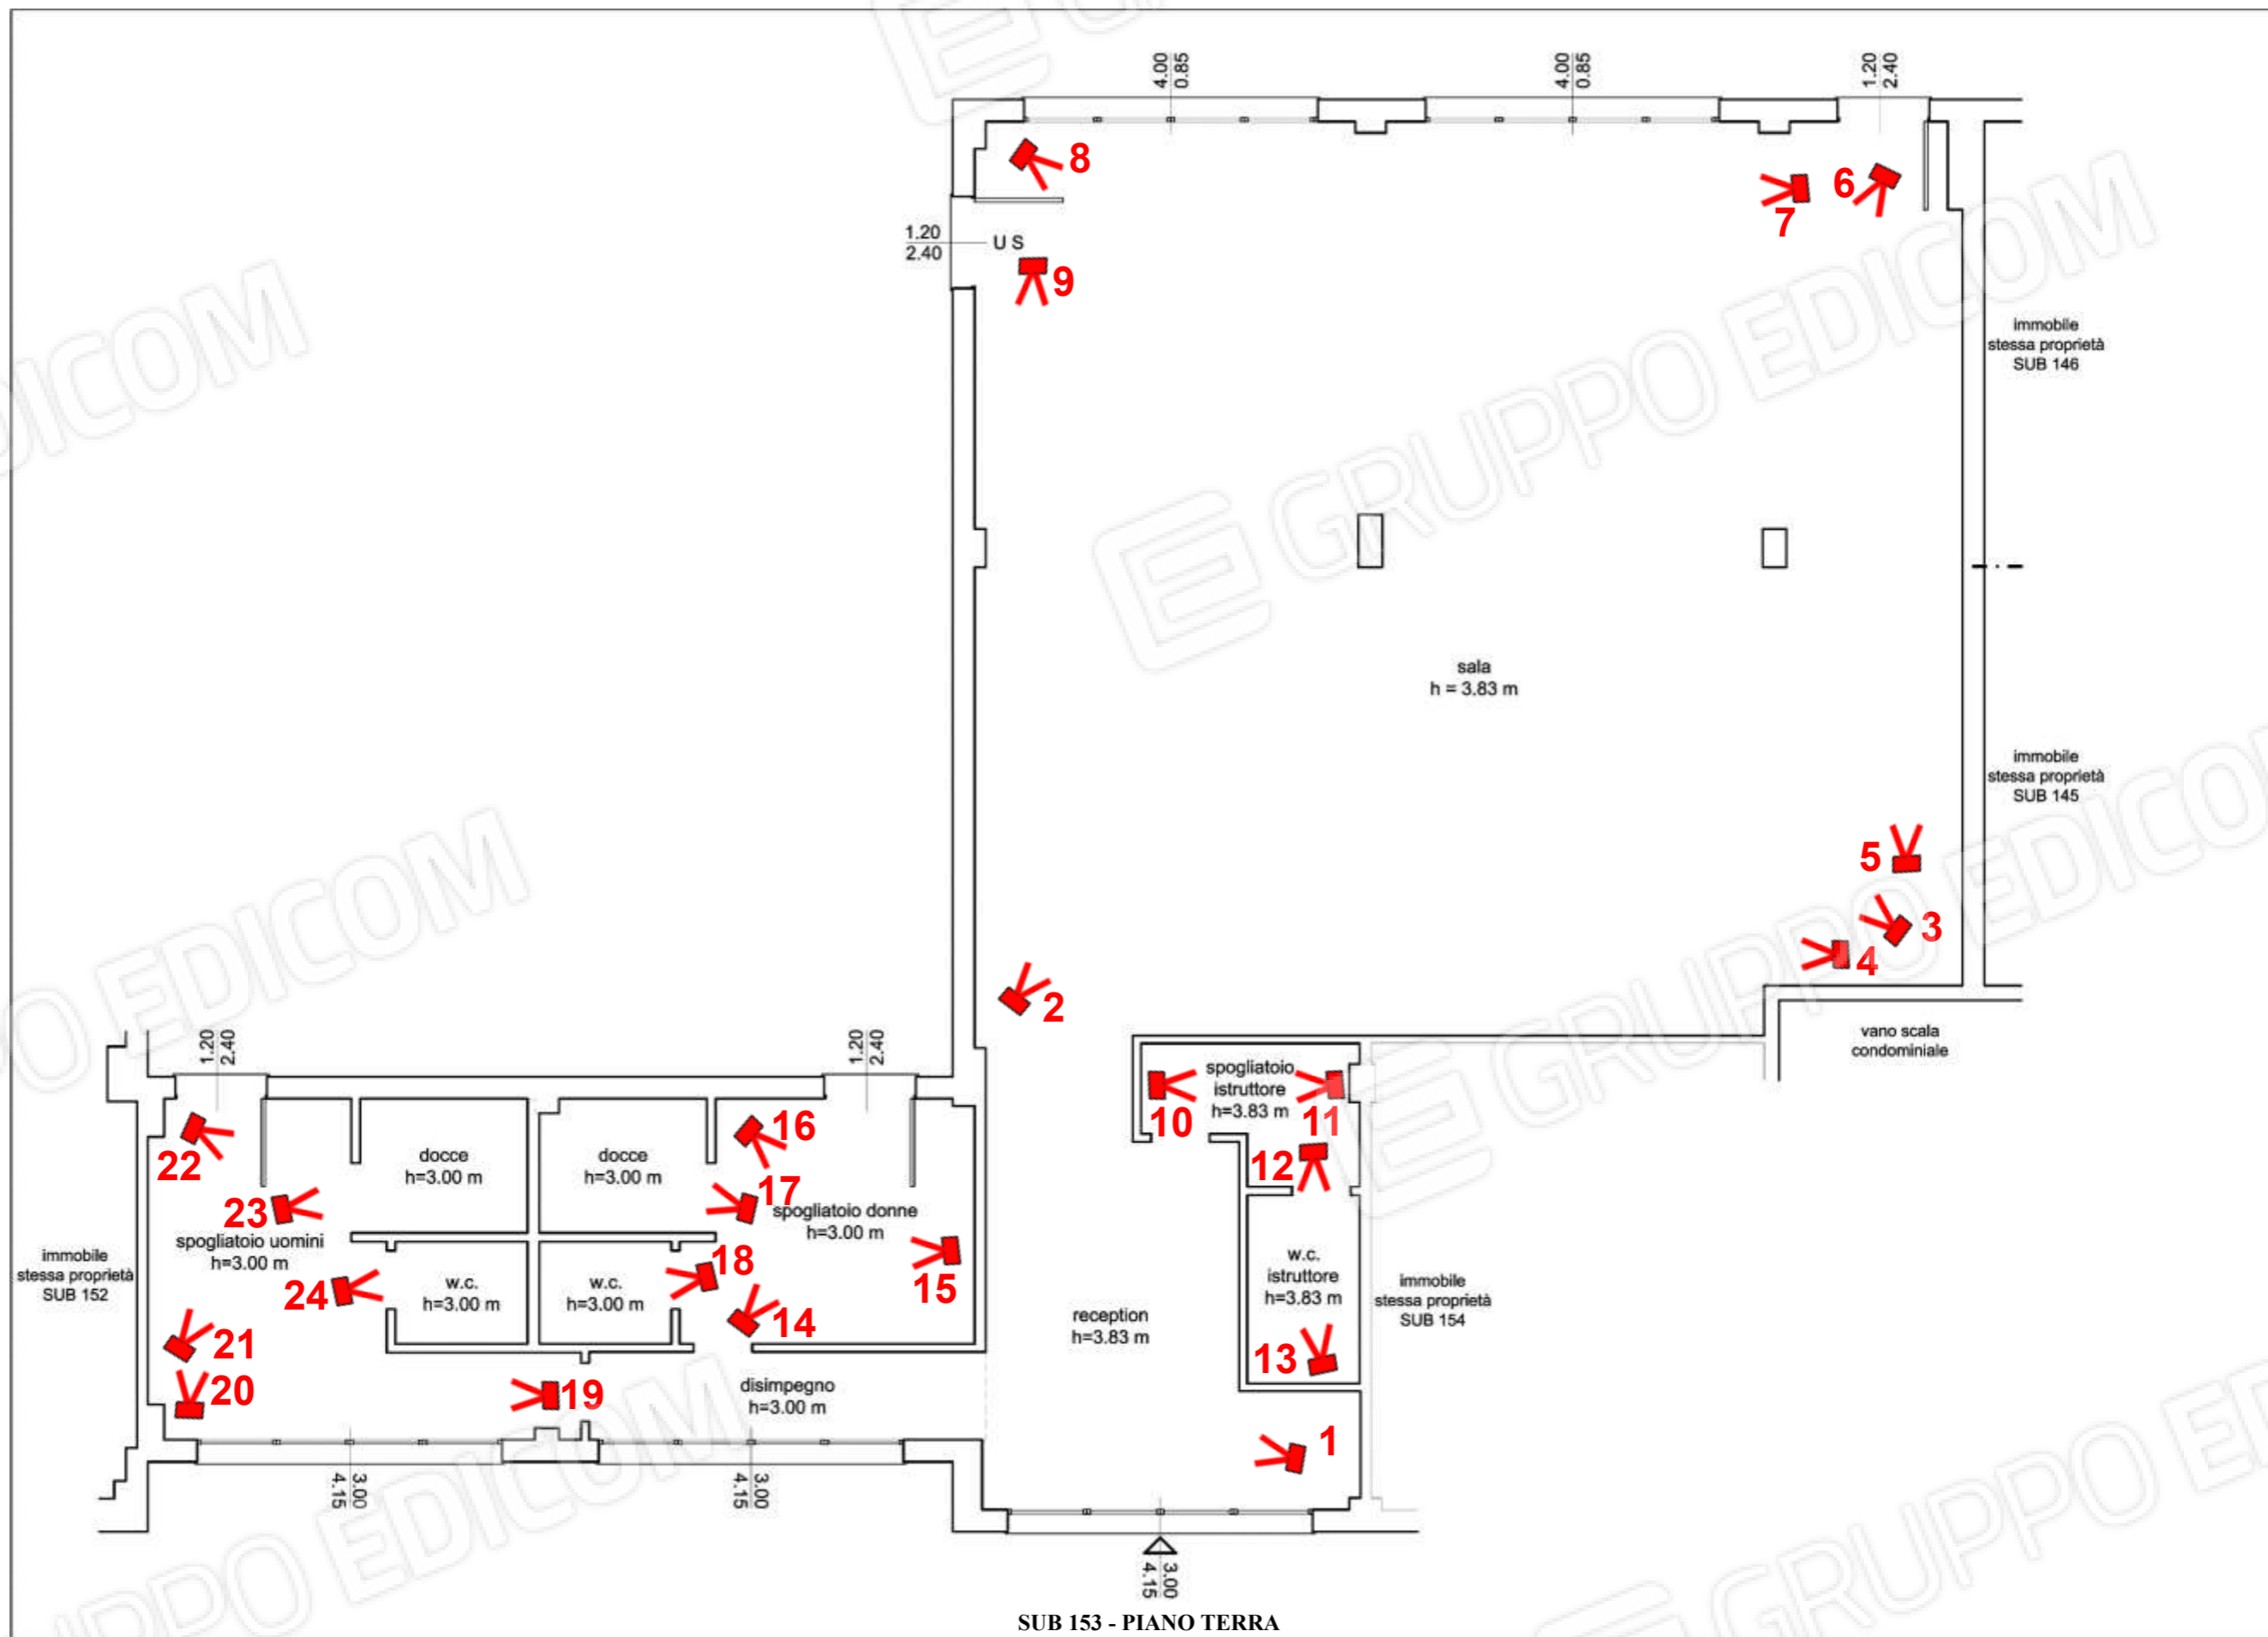 4.00
0.85
4.00
0.85
1.20
2.40
8
7
6
1.20
2.40
U S
9
immobile
stessa proprietà
SUB 146
sala
h = 3.83 m
immobile
stessa proprietà
SUB 145
5
3
4
2
vano scala
condominiale
1.20
2.40
1.20
2.40
spogliatoio
istruttore
h=3.83 m
10
11
12
22
docce
h=3.00 m
docce
h=3.00 m
16
17
23
spogliatoio uomini
h=3.00 m
spogliatoio donne
h=3.00 m
immobile
stessa proprietà
SUB 152
24
w.c.
h=3.00 m
w.c.
h=3.00 m
18
15
14
w.c.
istruttore
h=3.83 m
immobile
stessa proprietà
SUB 154
reception
h=3.83 m
21
20
19
disimpegno
h=3.00 m
13
1
3.00
4.15
3.00
4.15
3.00
4.15
SUB 153 - PIANO TERRA
GRUPPO EDICOM
GRUPPO EDICOM
GRUPPO EDICOM
GRUPPO EDICOM